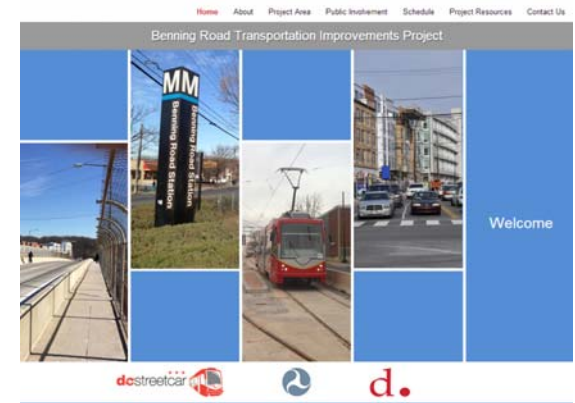 Home About Project Area Public Involvement Schedule Project Resources Contact Us
Benning Road Transportation Improvements Project
MM
Benning Road Station
Benning Road Station
Welcome
dcstreetcar
d.